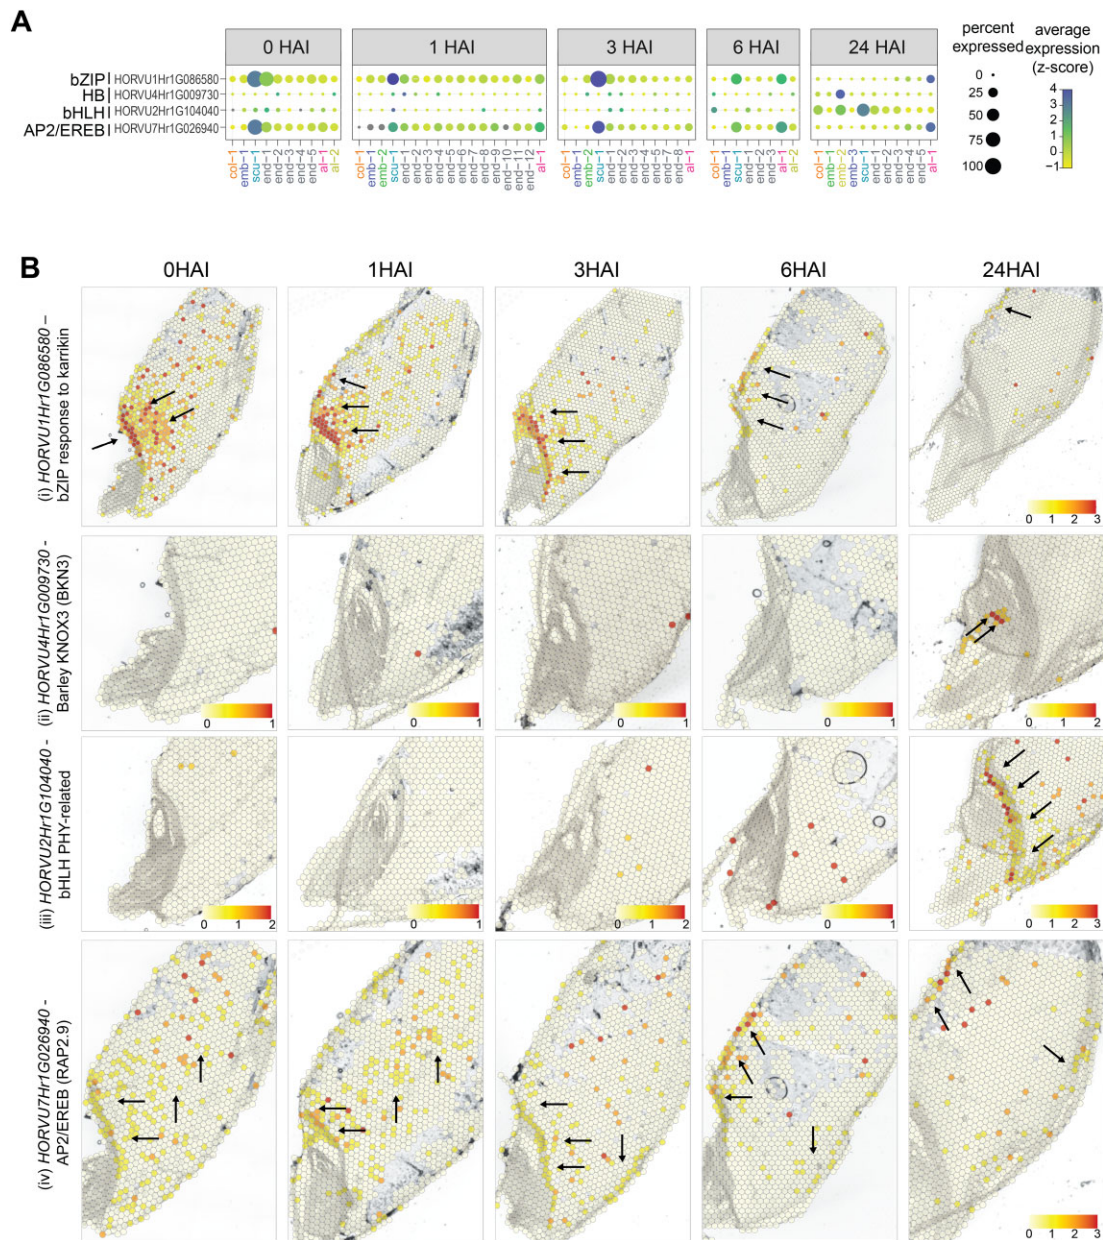 A
0 HAI
1 HAI
3 HAI
6 HAI
24 HAI
percent expressed
average expression (z-score)
bZIP HORVU1Hr1G086580
HB HORVU4Hr1G009730
bHLH HORVU2Hr1G104040
AP2/EREB HORVU7Hr1G026940
0
25
50
75
100
4
3
2
1
0
−1
col-1 emb-1 scu-1 end-1 end-2 end-3 end-4 end-5 al-1 al-2
col-1 emb-1 emb-2 scu-1 end-1 end-2 end-3 end-4 end-5 end-6 end-7 end-8 end-9 end-10 end-11 end-12 al-1
col-1 emb-1 emb-2 scu-1 end-1 end-2 end-3 end-4 end-5 end-6 end-7 end-8 al-1
col-1 emb-1 scu-1 end-1 end-2 end-3 al-1 al-2
col-1 emb-1 emb-2 emb-3 scu-1 end-1 end-2 end-3 end-4 end-5 al-1
B
0HAI
1HAI
3HAI
6HAI
24HAI
(i) HORVU1Hr1G086580 –
bZIP response to karrikin
0 1 2 3
(ii) HORVU4Hr1G009730 -
Barley KNOX3 (BKN3)
0 1
0 1
0 1
0 1
0 1 2
(iii) HORVU2Hr1G104040 -
bHLH PHY-related
0 1 2
0 1
0 1
0 1
0 1 2 3
(iv) HORVU7Hr1G026940 -
AP2/EREB (RAP2.9)
0 1 2 3